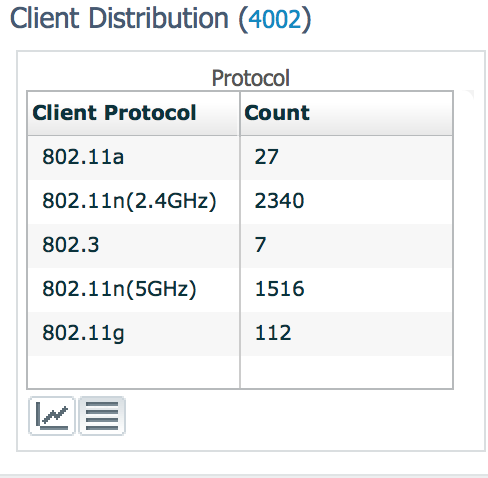 Client Distribution (4002)
Protocol
Client Protocol Count
802.11a 27
802.11n(2.4GHz) 2340
802.3 7
802.11n(5GHz) 1516
802.11g 112